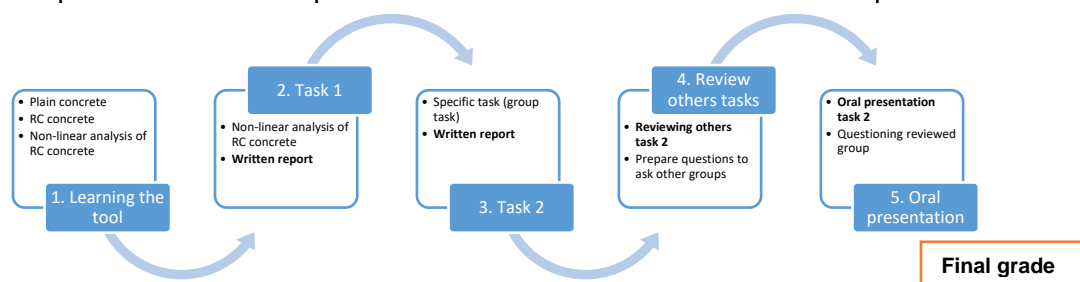 • Plain concrete
• RC concrete
• Non-linear analysis of
RC concrete
1. Learning the
tool
2. Task 1
• Non-linear analysis of
RC concrete
• Written report
• Specific task (group
task)
• Written report
3. Task 2
4. Review
others tasks
• Reviewing others
task 2
• Prepare questions to
ask other groups
• Oral presentation
task 2
• Questioning reviewed
group
5. Oral
presentation
Final grade